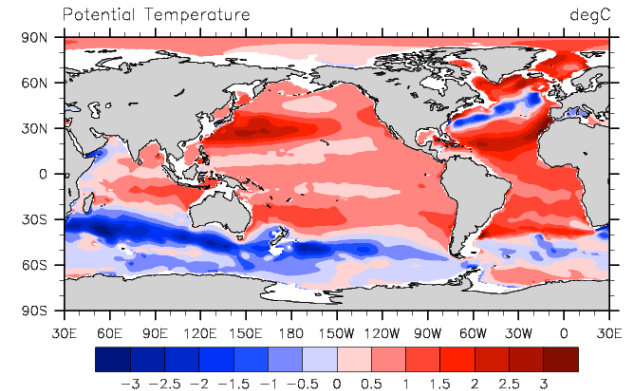 Potential Temperature degC
90N
60N
30N
0
30S
60S
90S
30E 60E 90E 120E 150E 180 150W 120W 90W 60W 30W 0 30E
-3 -2.5 -2 -1.5 -1 -0.5 0 0.5 1 1.5 2 2.5 3